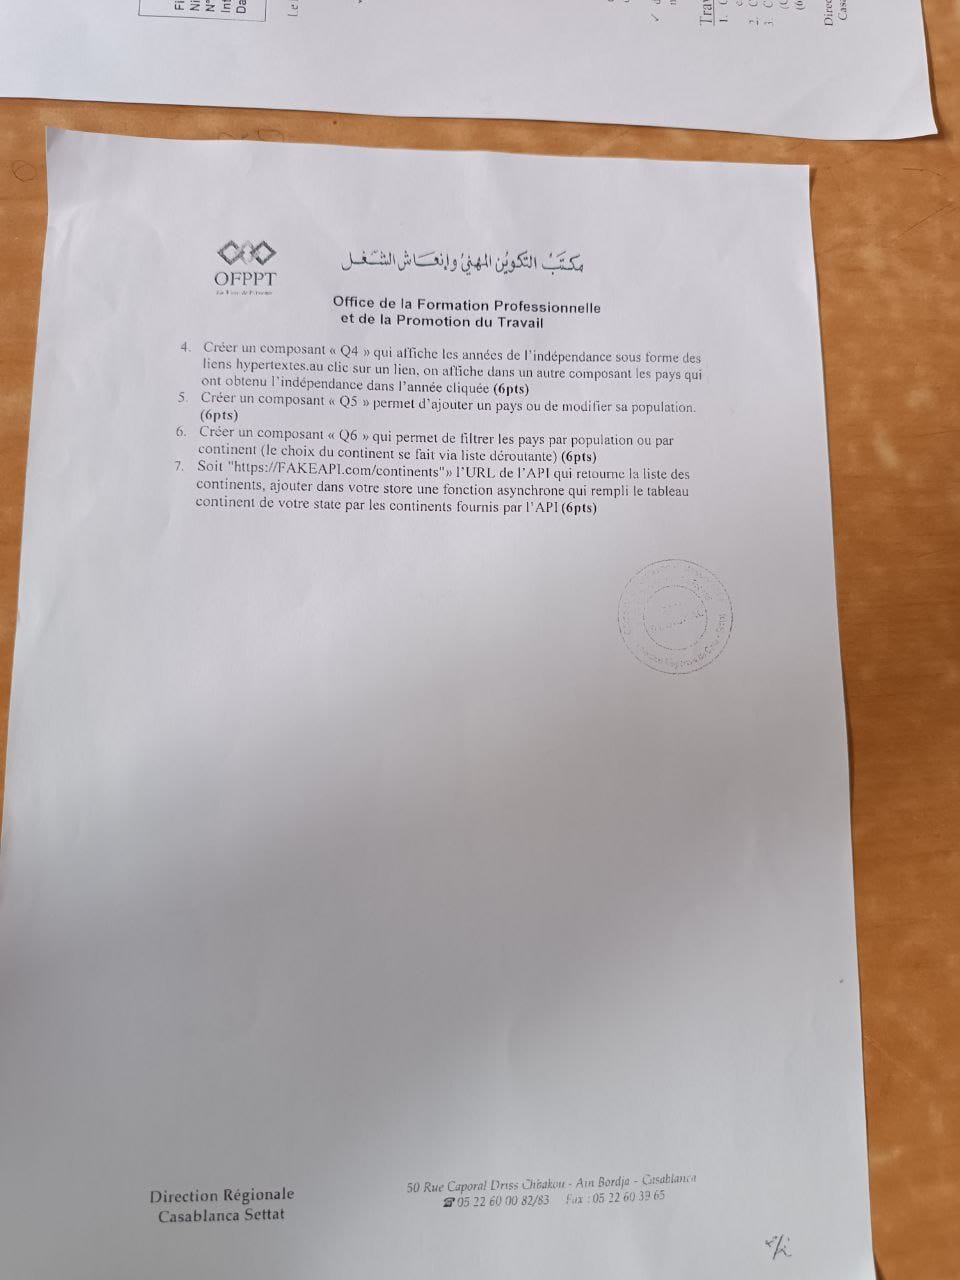 OFPPT
مكتب التكوين المهني وإنعاش الشغل
Office de la Formation Professionnelle
et de la Promotion du Travail
4. Créer un composant « Q4 » qui affiche les années de l'indépendance sous forme des
liens hypertextes.au clic sur un lien, on affiche dans un autre composant les pays qui
ont obtenu l'indépendance dans l'année cliquée (6pts)
5. Créer un composant « Q5 » permet d'ajouter un pays ou de modifier sa population.
(6pts)
6. Créer un composant « Q6 » qui permet de filtrer les pays par population ou par
continent (le choix du continent se fait via liste déroutante) (6pts)
7. Soit "https://FAKEAPI.com/continents"» l'URL de l'API qui retourne la liste des
continents, ajouter dans votre store une fonction asynchrone qui rempli le tableau
continent de votre state par les continents fournis par l'API (6pts)
Direction Régionale
Casablanca Settat
50 Rue Caporal Driss Chbakou - Ain Bordja - Casablanca
☎ 05 22 60 00 82/83 Fax : 05 22 60 39 65